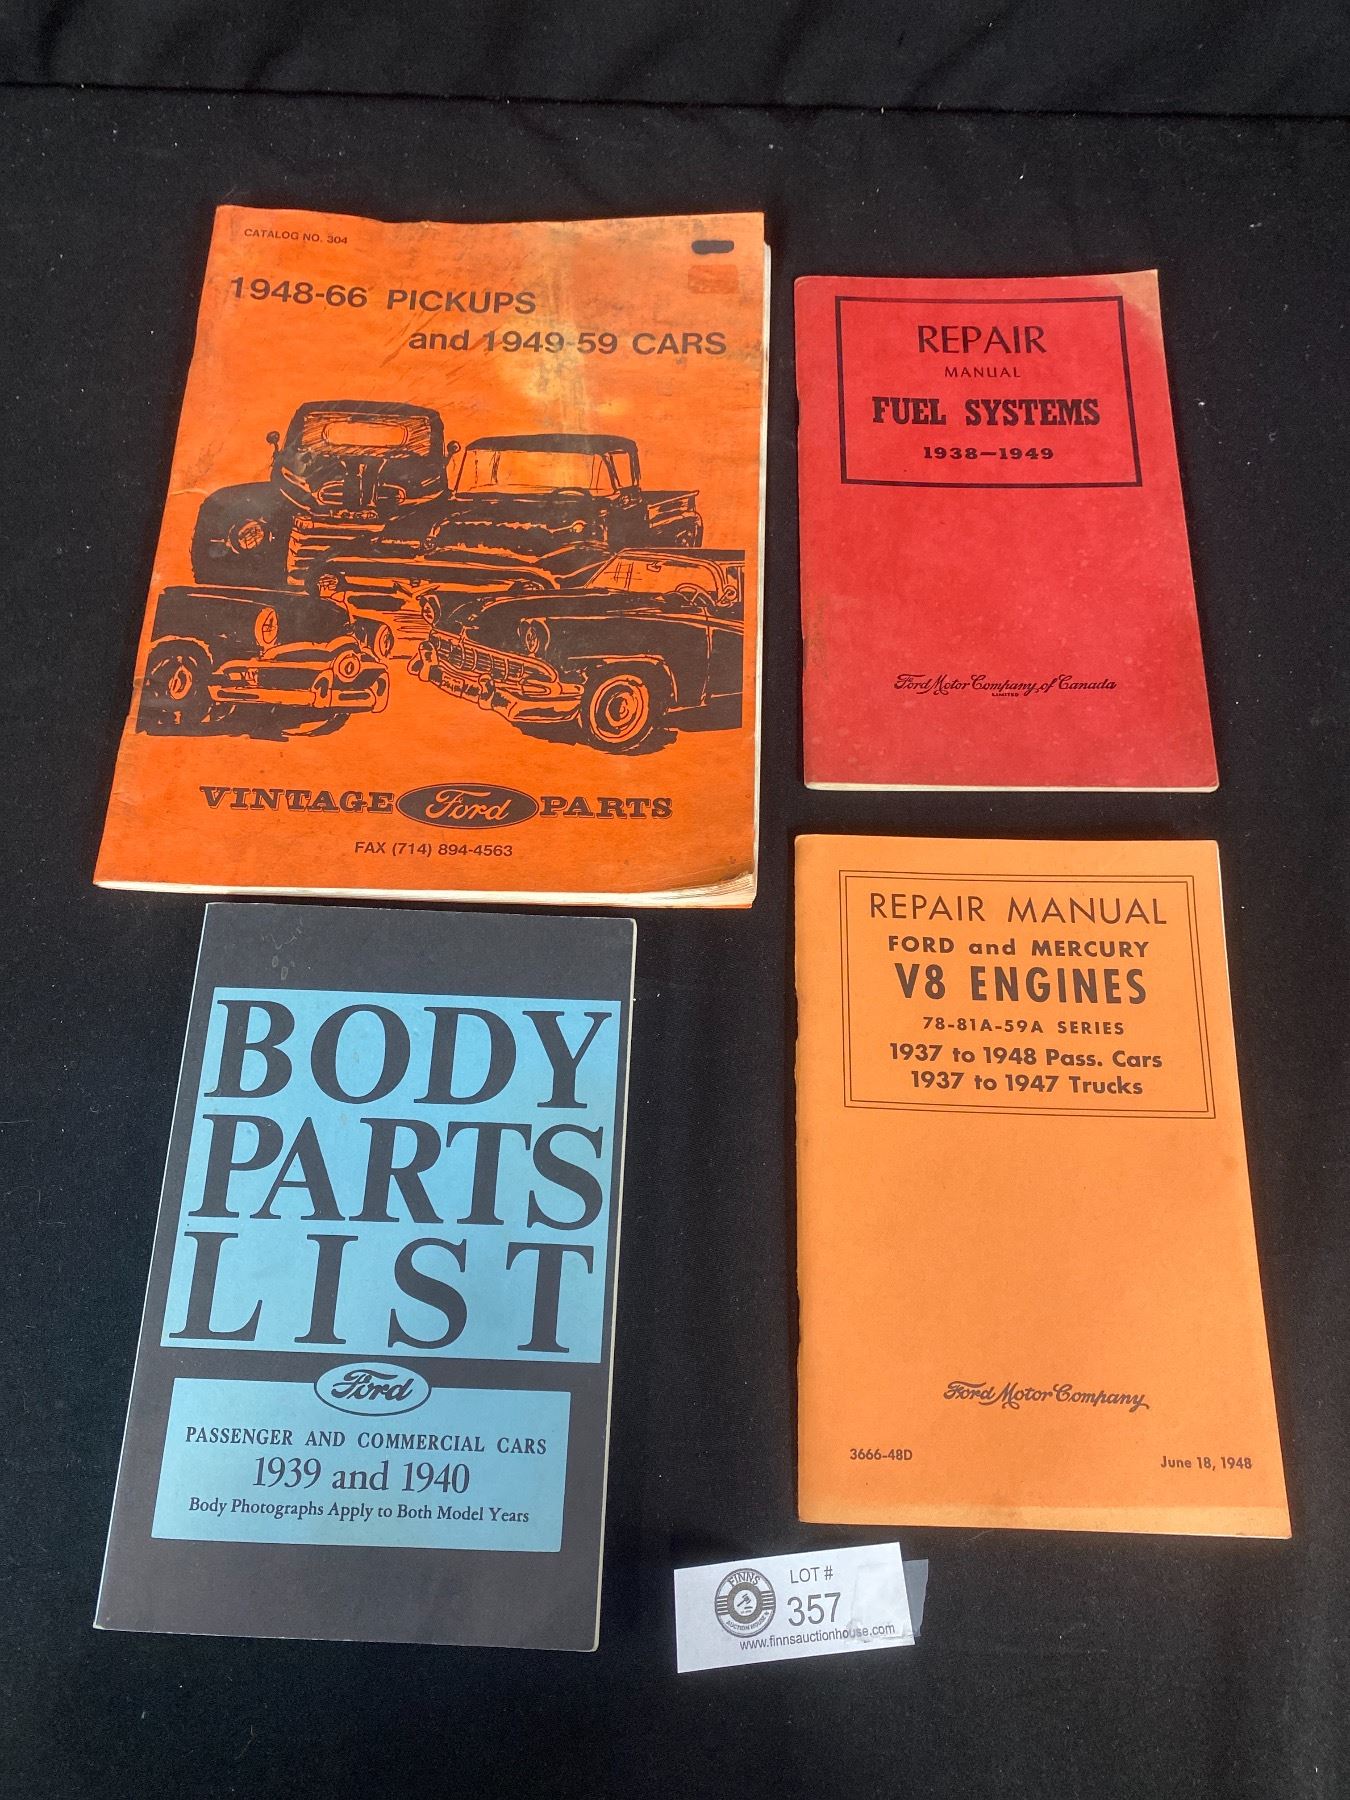 CATALOG NO. 304
1948-66 PICKUPS
and 1949-59 CARS
VINTAGE Ford PARTS
FAX (714) 894-4563
REPAIR
MANUAL
FUEL SYSTEMS
1938-1949
Ford Motor Company of Canada
LIMITED
BODY
PARTS
LIST
Ford
PASSENGER AND COMMERCIAL CARS
1939 and 1940
Body Photographs Apply to Both Model Years
REPAIR MANUAL
FORD and MERCURY
V8 ENGINES
78-81A-59A SERIES
1937 to 1948 Pass. Cars
1937 to 1947 Trucks
Ford Motor Company
3666-48D June 18, 1948
FINNS
AUCTION HOUSE
LOT #
357
www.finnsauctionhouse.com